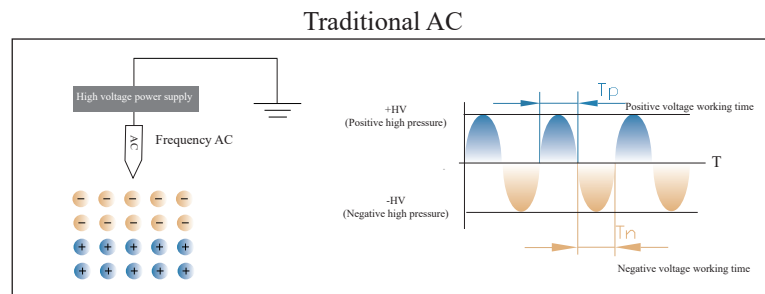 Traditional AC
High voltage power supply
AC
Frequency AC
− − − − −
− − − − −
+ + + + +
+ + + + +
+HV
(Positive high pressure)
Tp
Positive voltage working time
T
-HV
(Negative high pressure)
Tn
Negative voltage working time